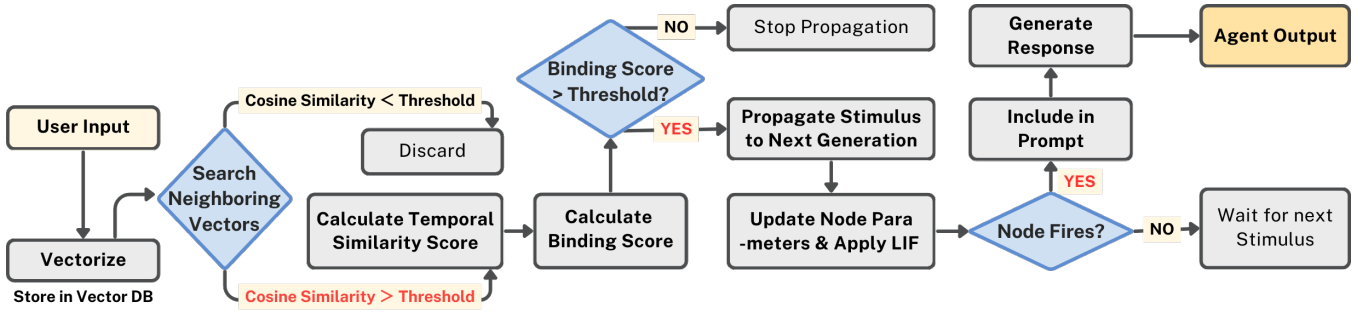 User Input
Vectorize
Store in Vector DB
Search
Neighboring
Vectors
Cosine Similarity < Threshold
Discard
Cosine Similarity > Threshold
Calculate Temporal
Similarity Score
Calculate
Binding Score
Binding Score
> Threshold?
NO
Stop Propagation
YES
Propagate Stimulus
to Next Generation
Update Node Para
-meters & Apply LIF
Node Fires?
NO
Wait for next
Stimulus
YES
Include in
Prompt
Generate
Response
Agent Output